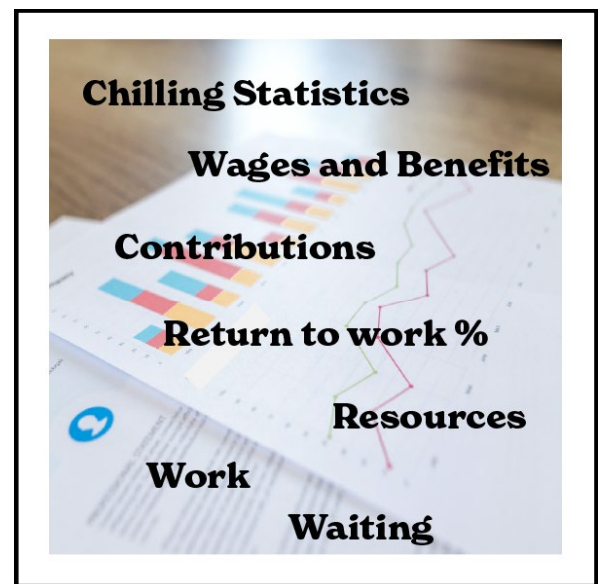 Chilling Statistics
Wages and Benefits
Contributions
Return to work %
Resources
Work
Waiting